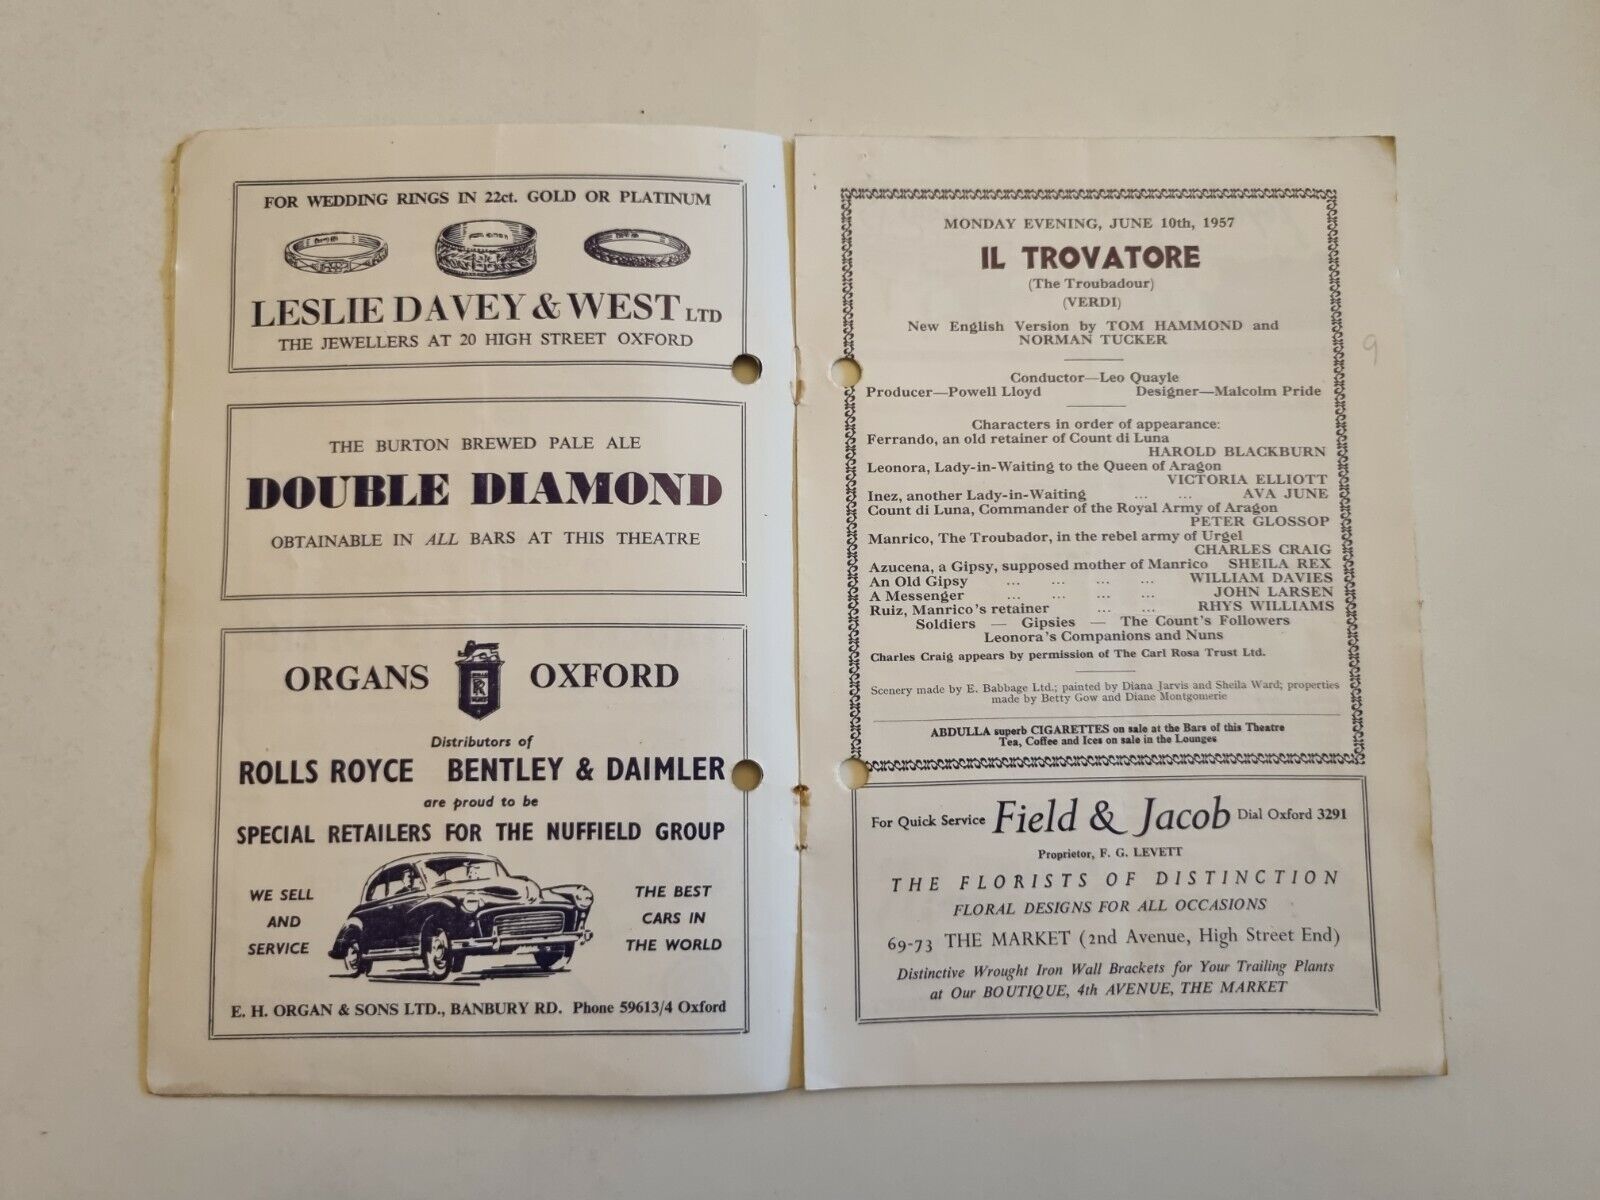 FOR WEDDING RINGS IN 22ct. GOLD OR PLATINUM
LESLIE DAVEY & WEST LTD
THE JEWELLERS AT 20 HIGH STREET OXFORD
THE BURTON BREWED PALE ALE
DOUBLE DIAMOND
OBTAINABLE IN ALL BARS AT THIS THEATRE
ORGANS OXFORD
RR
Distributors of
ROLLS ROYCE BENTLEY & DAIMLER
are proud to be
SPECIAL RETAILERS FOR THE NUFFIELD GROUP
WE SELL
AND
SERVICE
THE BEST
CARS IN
THE WORLD
E. H. ORGAN & SONS LTD., BANBURY RD. Phone 59613/4 Oxford
MONDAY EVENING, JUNE 10th, 1957
IL TROVATORE
(The Troubadour)
(VERDI)
New English Version by TOM HAMMOND and
NORMAN TUCKER
9
Conductor—Leo Quayle
Producer—Powell Lloyd Designer—Malcolm Pride
Characters in order of appearance:
Ferrando, an old retainer of Count di Luna
HAROLD BLACKBURN
Leonora, Lady-in-Waiting to the Queen of Aragon
VICTORIA ELLIOTT
Inez, another Lady-in-Waiting ... ... AVA JUNE
Count di Luna, Commander of the Royal Army of Aragon
PETER GLOSSOP
Manrico, The Troubador, in the rebel army of Urgel
CHARLES CRAIG
Azucena, a Gipsy, supposed mother of Manrico SHEILA REX
An Old Gipsy ... ... ... ... WILLIAM DAVIES
A Messenger ... ... ... ... JOHN LARSEN
Ruiz, Manrico's retainer ... ... RHYS WILLIAMS
Soldiers — Gipsies — The Count's Followers
Leonora's Companions and Nuns
Charles Craig appears by permission of The Carl Rosa Trust Ltd.
Scenery made by E. Babbage Ltd.; painted by Diana Jarvis and Sheila Ward; properties
made by Betty Gow and Diane Montgomerie
ABDULLA superb CIGARETTES on sale at the Bars of this Theatre
Tea, Coffee and Ices on sale in the Lounges
For Quick Service Field & Jacob Dial Oxford 3291
Proprietor, F. G. LEVETT
THE FLORISTS OF DISTINCTION
FLORAL DESIGNS FOR ALL OCCASIONS
69-73 THE MARKET (2nd Avenue, High Street End)
Distinctive Wrought Iron Wall Brackets for Your Trailing Plants
at Our BOUTIQUE, 4th AVENUE, THE MARKET